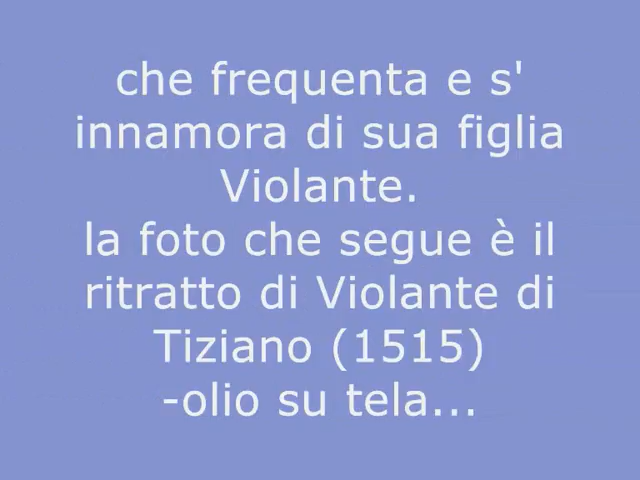 che frequenta e s'
innamora di sua figlia
Violante.
la foto che segue è il
ritratto di Violante di
Tiziano (1515)
-olio su tela...